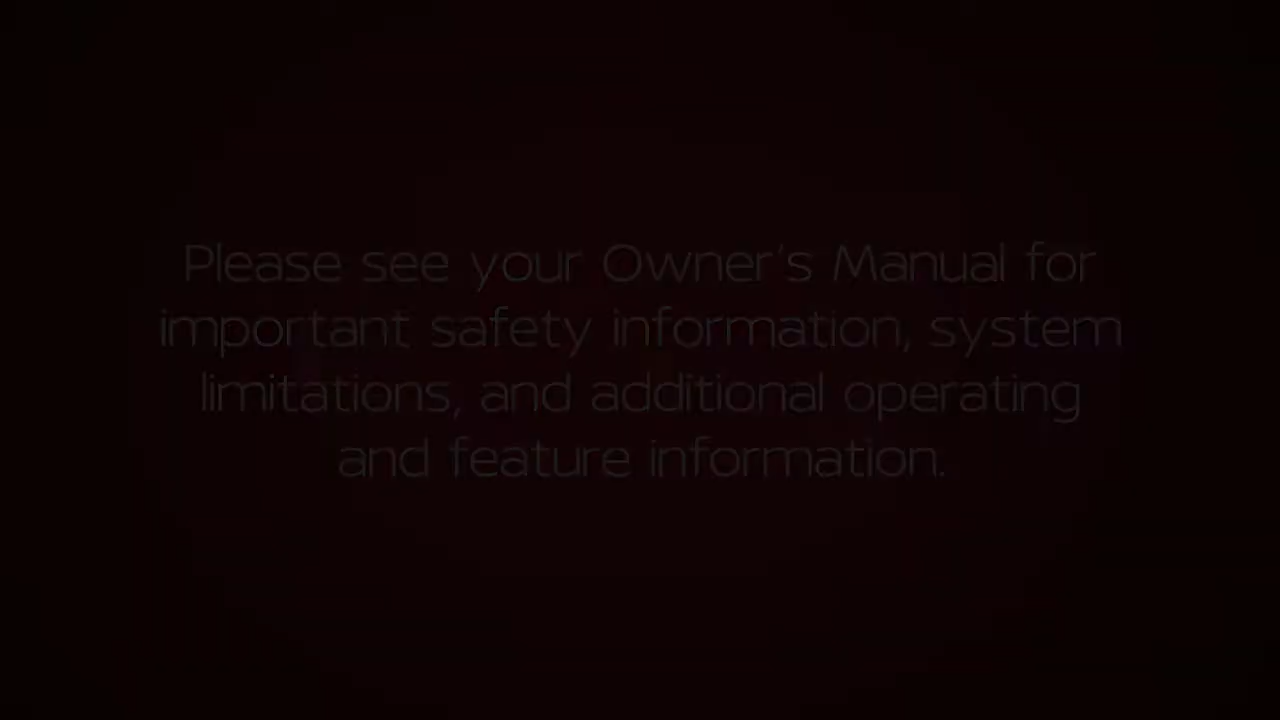 Please see your Owner's Manual for
important safety information, system
limitations, and additional operating
and feature information.